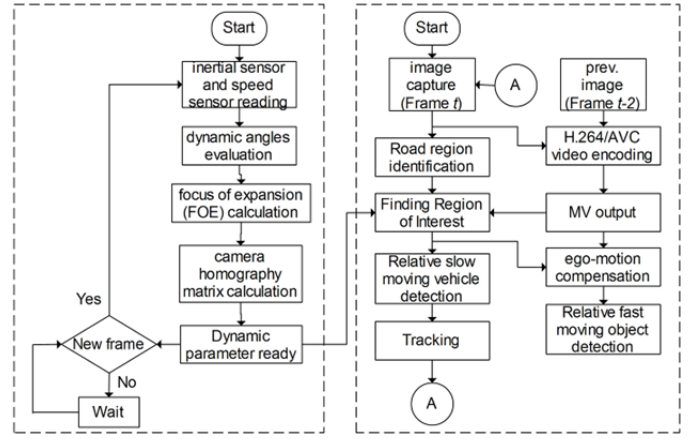 Start
inertial sensor
and speed
sensor reading
dynamic angles
evaluation
focus of expansion
(FOE) calculation
camera
homography
matrix calculation
Yes
New frame
Dynamic
parameter ready
No
Wait
Start
image
capture
(Frame t)
A
prev.
image
(Frame t-2)
Road region
identification
H.264/AVC
video encoding
Finding Region
of Interest
MV output
Relative slow
moving vehicle
detection
ego-motion
compensation
Tracking
Relative fast
moving object
detection
A